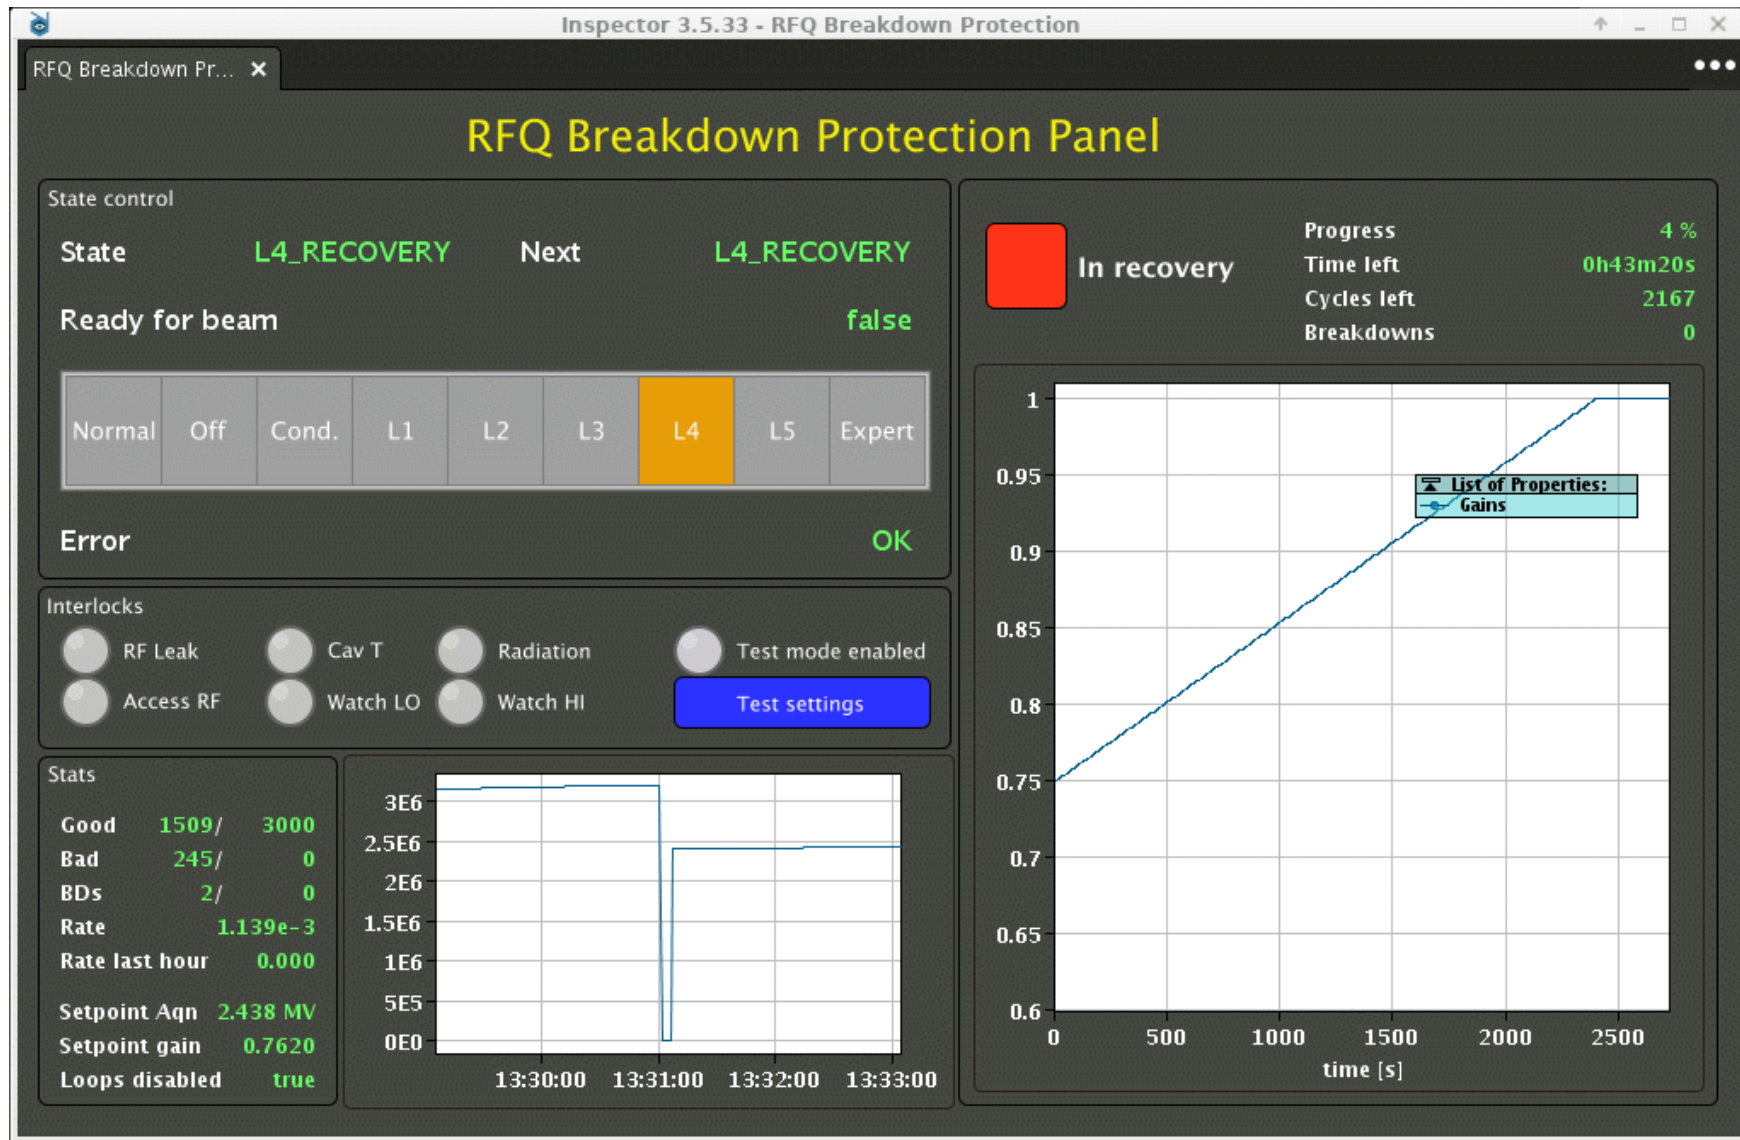 Inspector 3.5.33 - RFQ Breakdown Protection
RFQ Breakdown Pr...
RFQ Breakdown Protection Panel
State control
State L4_RECOVERY Next L4_RECOVERY
Ready for beam false
Normal Off Cond. L1 L2 L3 L4 L5 Expert
Error OK
Interlocks
RF Leak Cav T Radiation Test mode enabled
Access RF Watch LO Watch HI Test settings
Stats
Good 1509/ 3000
Bad 245/ 0
BDs 2/ 0
Rate 1.139e-3
Rate last hour 0.000
Setpoint Aqn 2.438 MV
Setpoint gain 0.7620
Loops disabled true
3E6
2.5E6
2E6
1.5E6
1E6
5E5
0E0
13:30:00 13:31:00 13:32:00 13:33:00
In recovery
Progress 4 %
Time left 0h43m20s
Cycles left 2167
Breakdowns 0
1
0.95
0.9
0.85
0.8
0.75
0.7
0.65
0.6
List of Properties:
Gains
0 500 1000 1500 2000 2500
time [s]